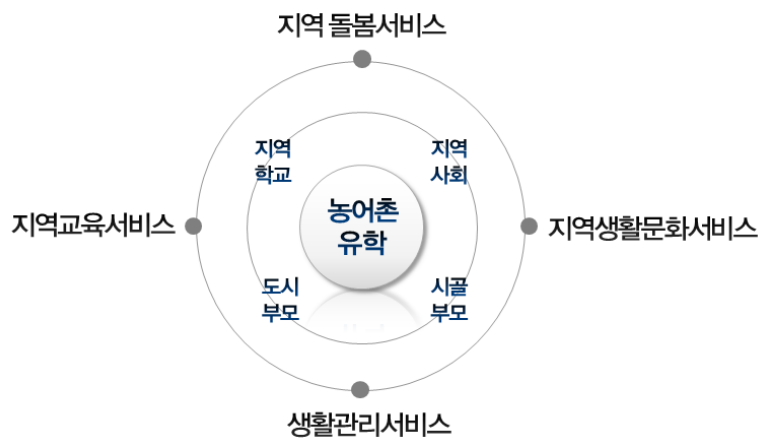 지역 돌봄서비스
지역
학교
지역
사회
농어촌
유학
지역교육서비스
지역생활문화서비스
도시
부모
시골
부모
생활관리서비스